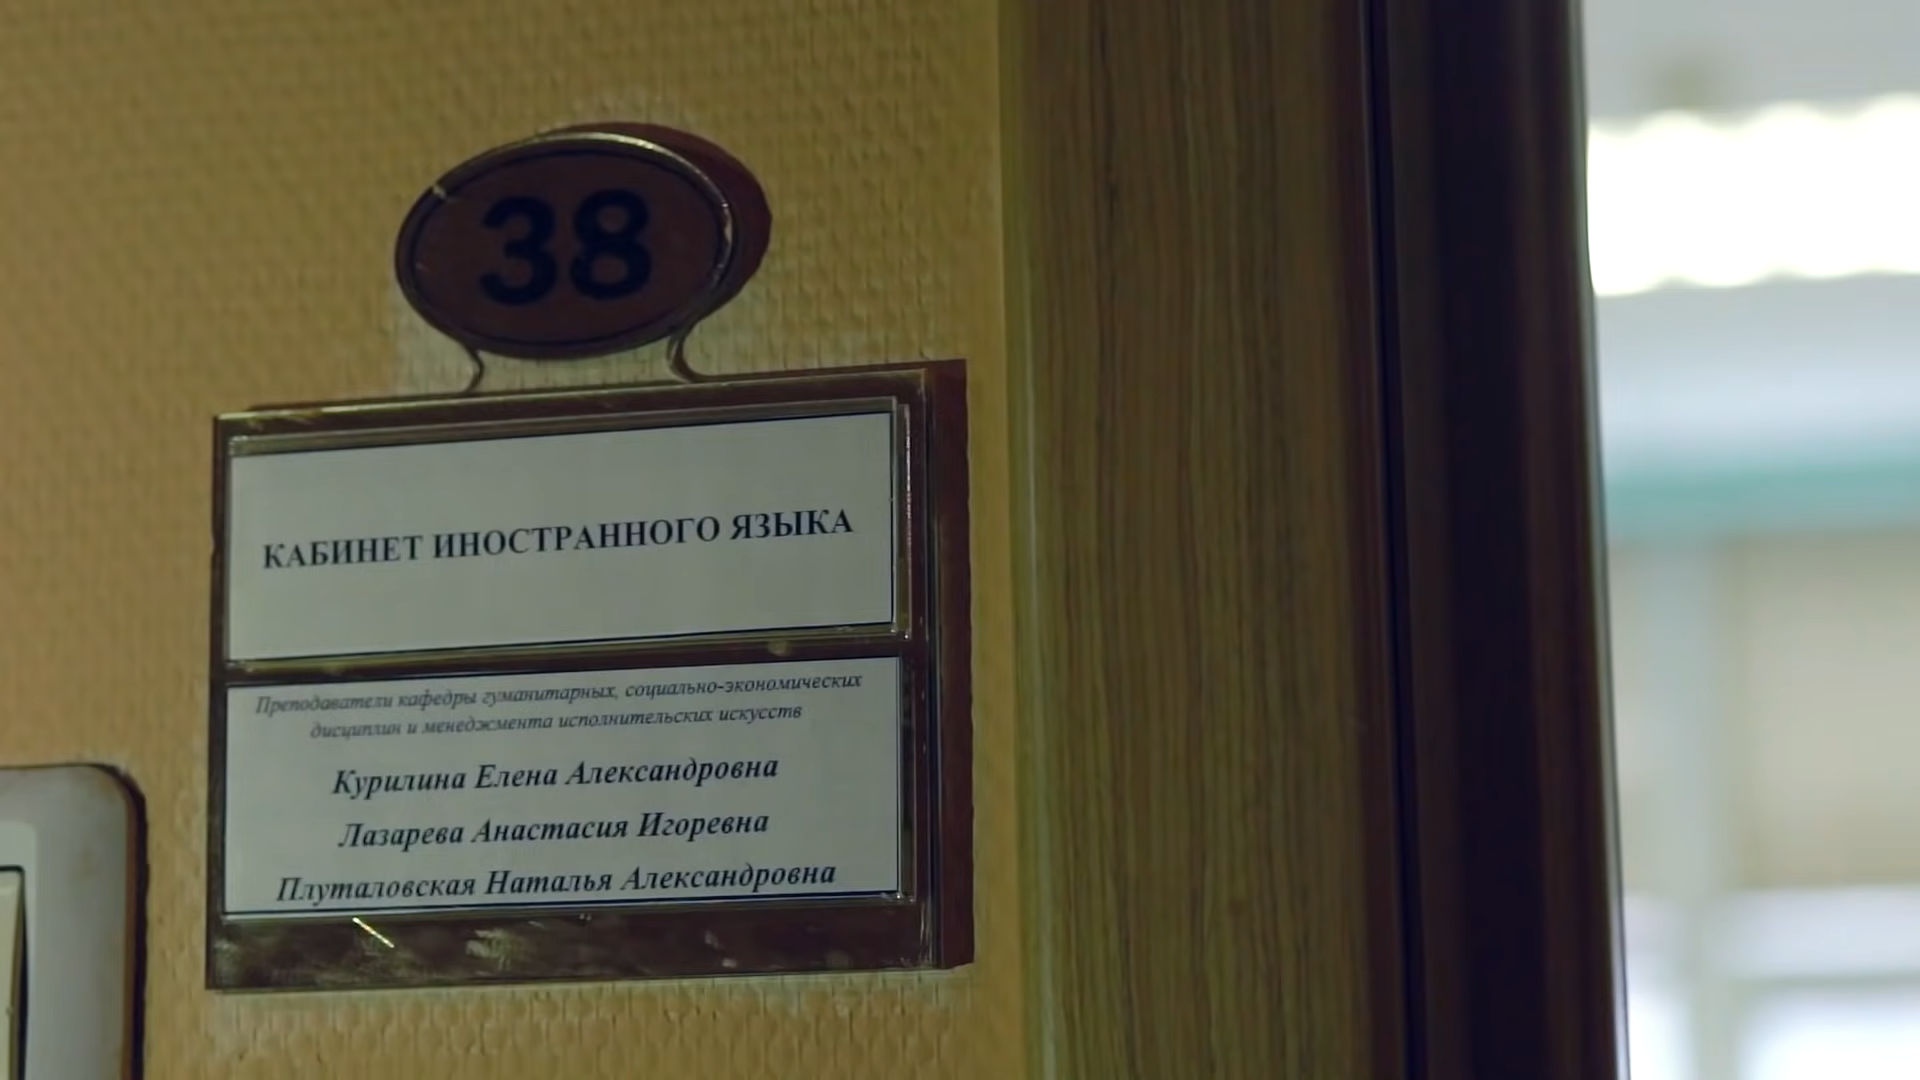 38
КАБИНЕТ ИНОСТРАННОГО ЯЗЫКА
Преподаватели кафедры гуманитарных, социально-экономических
дисциплин и менеджмента исполнительских искусств
Курилина Елена Александровна
Лазарева Анастасия Игоревна
Плуталовская Наталья Александровна